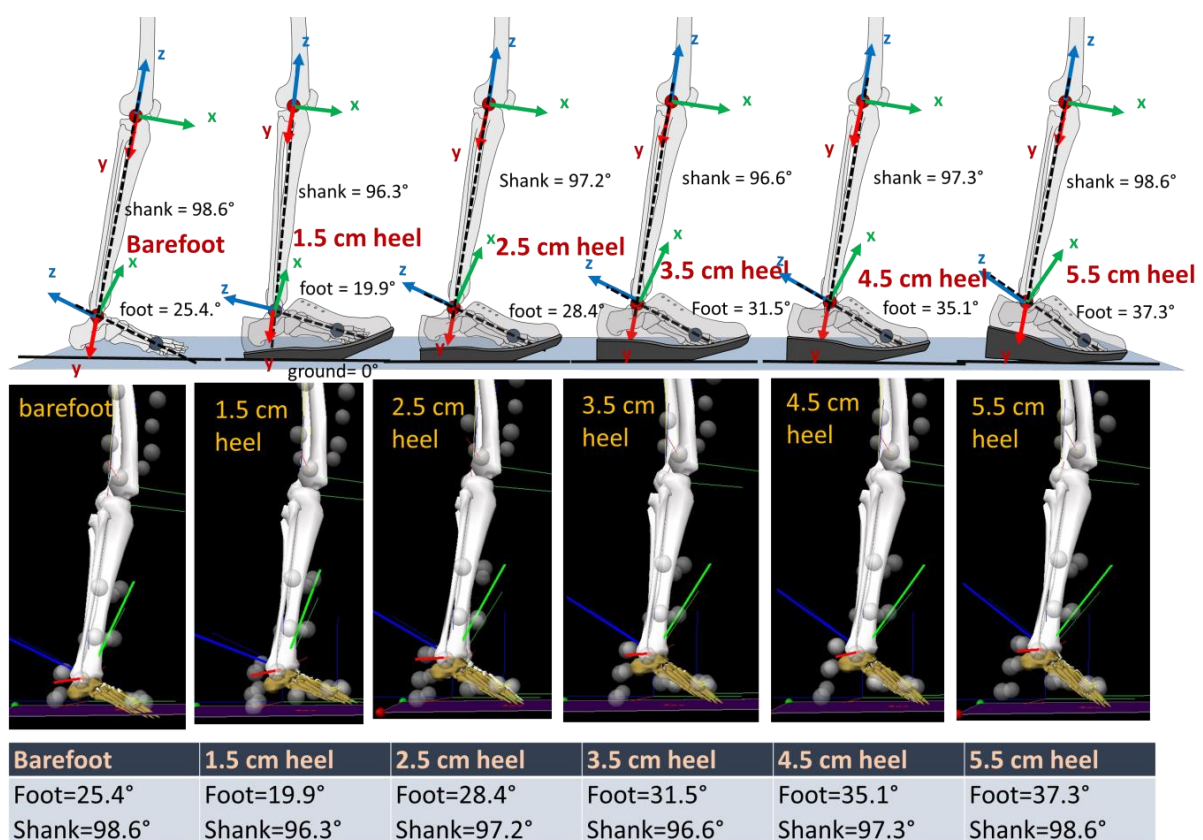 z
x
y
shank = 98.6°
Barefoot
z
x
foot = 25.4°
y
z
x
y
shank = 96.3°
1.5 cm heel
x
z
foot = 19.9°
y
ground= 0°
z
x
y
Shank = 97.2°
2.5 cm heel
x
z
foot = 28.4°
y
z
x
y
shank = 96.6°
3.5 cm heel
x
z
Foot = 31.5°
y
z
x
y
shank = 97.3°
4.5 cm heel
x
z
foot = 35.1°
y
z
x
y
shank = 98.6°
5.5 cm heel
x
z
Foot = 37.3°
y
barefoot
1.5 cm
heel
2.5 cm
heel
3.5 cm
heel
4.5 cm
heel
5.5 cm
heel
Barefoot 1.5 cm heel 2.5 cm heel 3.5 cm heel 4.5 cm heel 5.5 cm heel
Foot=25.4° Foot=19.9° Foot=28.4° Foot=31.5° Foot=35.1° Foot=37.3°
Shank=98.6° Shank=96.3° Shank=97.2° Shank=96.6° Shank=97.3° Shank=98.6°